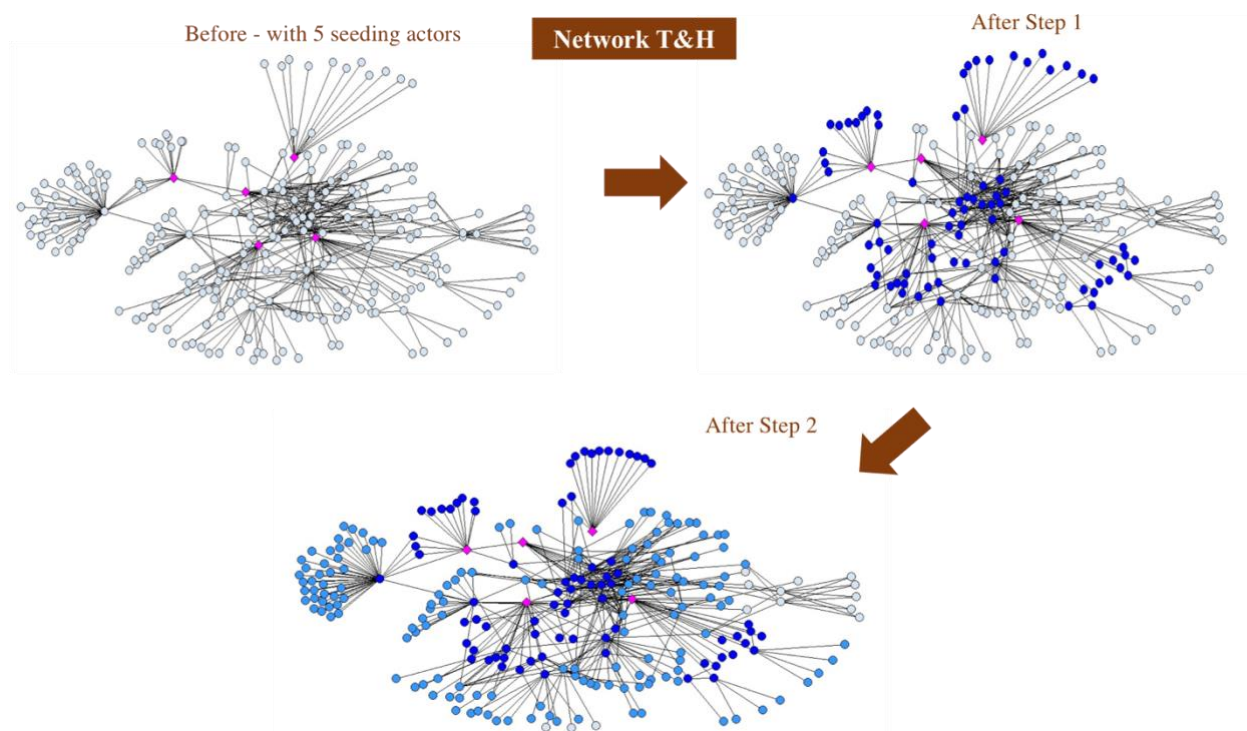 Before - with 5 seeding actors
Network T&H
After Step 1
After Step 2